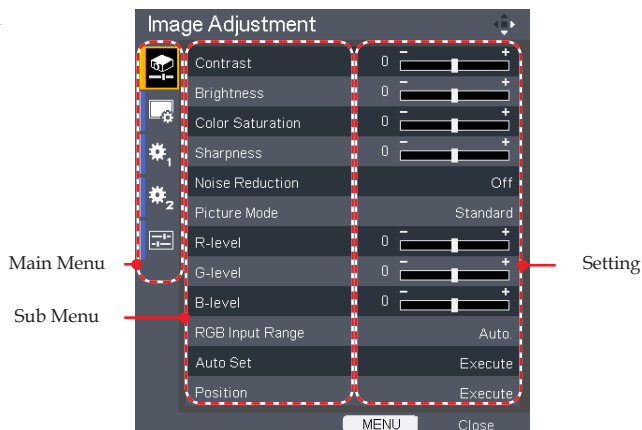 Image Adjustment
Contrast 0 - +
Brightness 0 - +
Color Saturation 0 - +
Sharpness 0 - +
Noise Reduction Off
Picture Mode Standard
R-level 0 - +
G-level 0 - +
B-level 0 - +
RGB Input Range Auto.
Auto Set Execute
Position Execute
MENU Close
1
2
Main Menu
Sub Menu
Setting